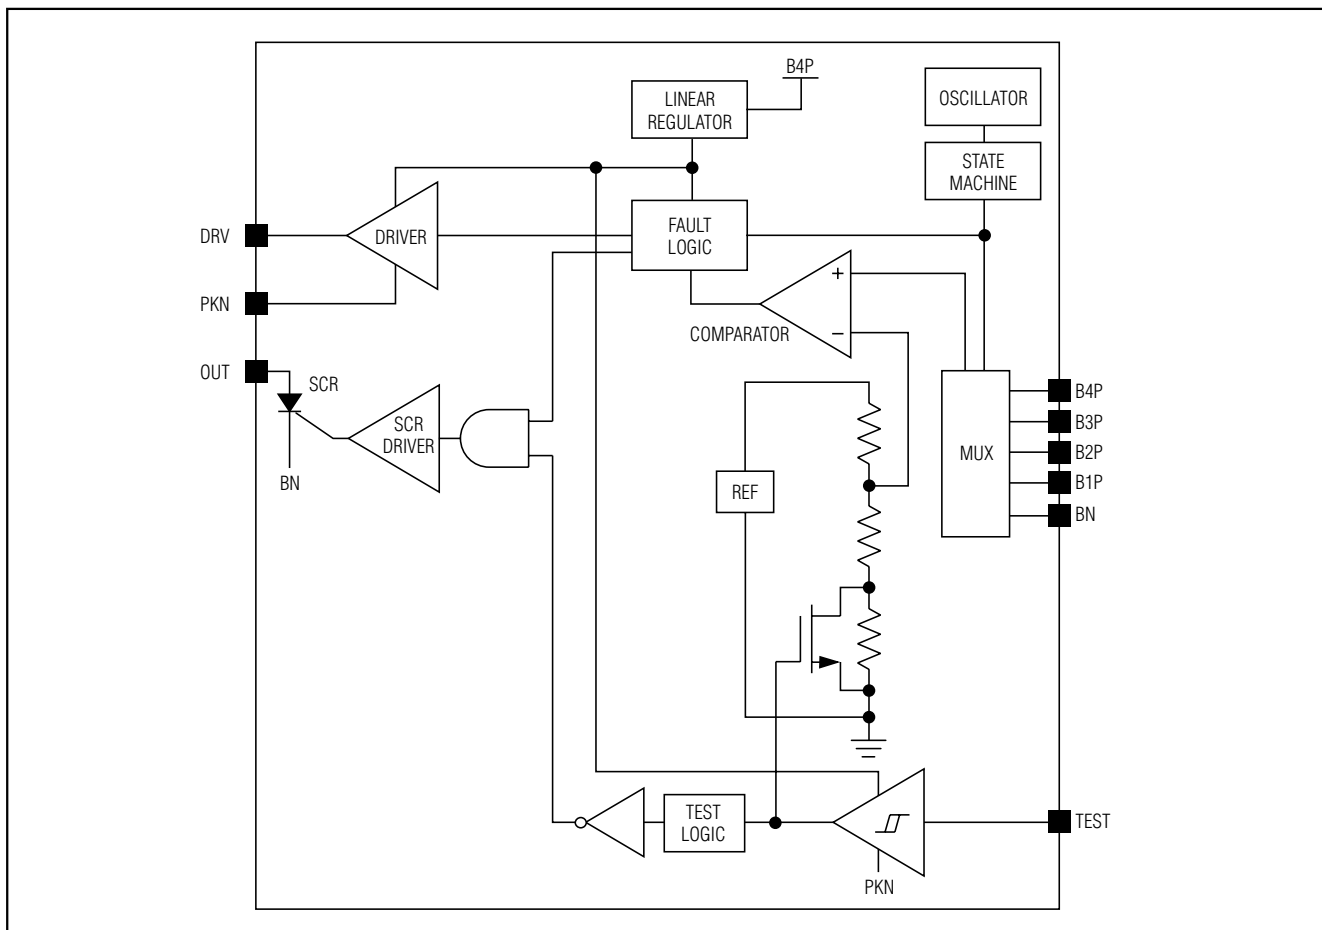 B4P
LINEAR
REGULATOR
OSCILLATOR
STATE
MACHINE
DRV
DRIVER
FAULT
LOGIC
+
PKN
COMPARATOR
−
OUT
SCR
B4P
SCR
DRIVER
B3P
MUX
B2P
BN
REF
B1P
BN
TEST
LOGIC
TEST
PKN